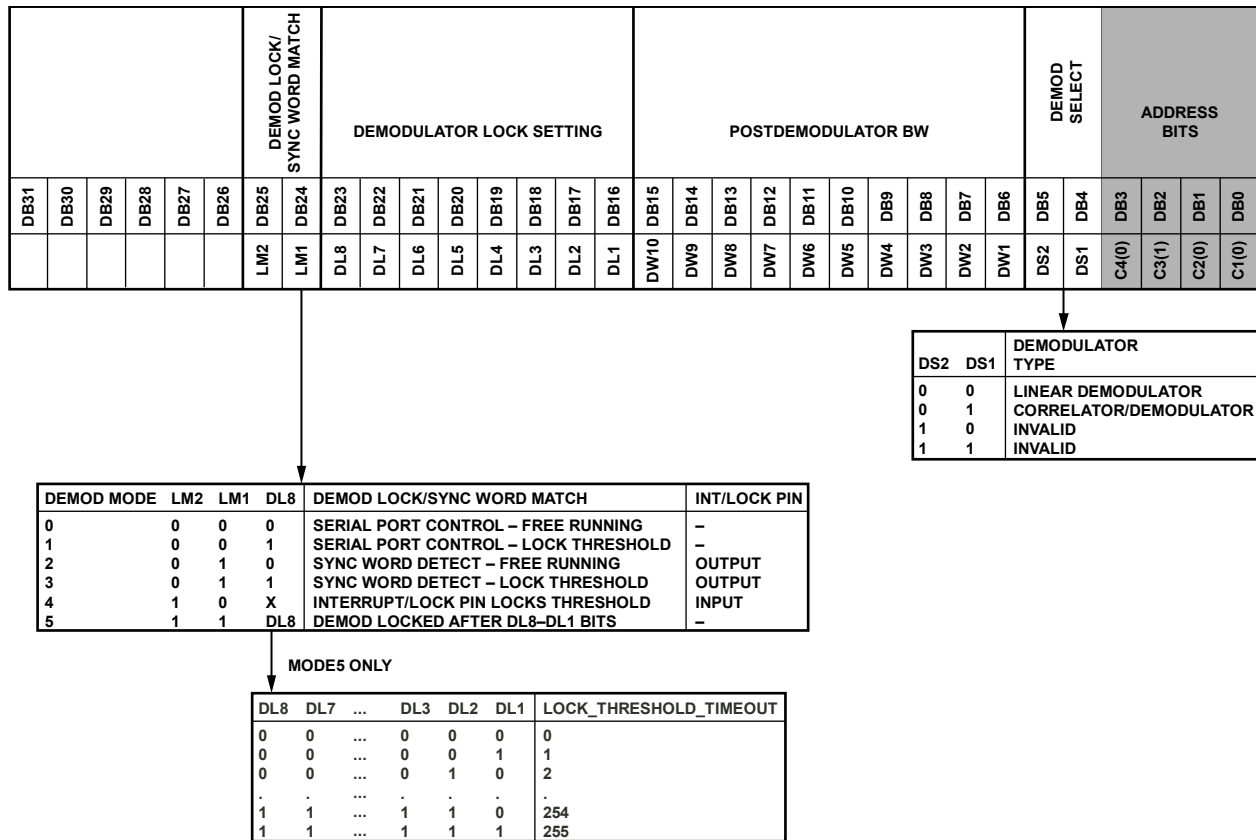 DEMOD LOCK/
SYNC WORD MATCH
DEMODULATOR LOCK SETTING
POSTDEMODULATOR BW
DEMOD
SELECT
ADDRESS
BITS
DB31 DB30 DB29 DB28 DB27 DB26 DB25 DB24 DB23 DB22 DB21 DB20 DB19 DB18 DB17 DB16 DB15 DB14 DB13 DB12 DB11 DB10 DB9 DB8 DB7 DB6 DB5 DB4 DB3 DB2 DB1 DB0
LM2 LM1 DL8 DL7 DL6 DL5 DL4 DL3 DL2 DL1 DW10 DW9 DW8 DW7 DW6 DW5 DW4 DW3 DW2 DW1 DS2 DS1 C4(0) C3(1) C2(0) C1(0)
DEMODULATOR
DS2 DS1 TYPE
0 0 LINEAR DEMODULATOR
0 1 CORRELATOR/DEMODULATOR
1 0 INVALID
1 1 INVALID
DEMOD MODE LM2 LM1 DL8 DEMOD LOCK/SYNC WORD MATCH INT/LOCK PIN
0 0 0 0 SERIAL PORT CONTROL – FREE RUNNING –
1 0 0 1 SERIAL PORT CONTROL – LOCK THRESHOLD –
2 0 1 0 SYNC WORD DETECT – FREE RUNNING OUTPUT
3 0 1 1 SYNC WORD DETECT – LOCK THRESHOLD OUTPUT
4 1 0 X INTERRUPT/LOCK PIN LOCKS THRESHOLD INPUT
5 1 1 DL8 DEMOD LOCKED AFTER DL8–DL1 BITS –
MODE5 ONLY
DL8 DL7 ... DL3 DL2 DL1 LOCK_THRESHOLD_TIMEOUT
0 0 ... 0 0 0 0
0 0 ... 0 0 1 1
0 0 ... 0 1 0 2
. . ... . . . .
1 1 ... 1 1 0 254
1 1 ... 1 1 1 255